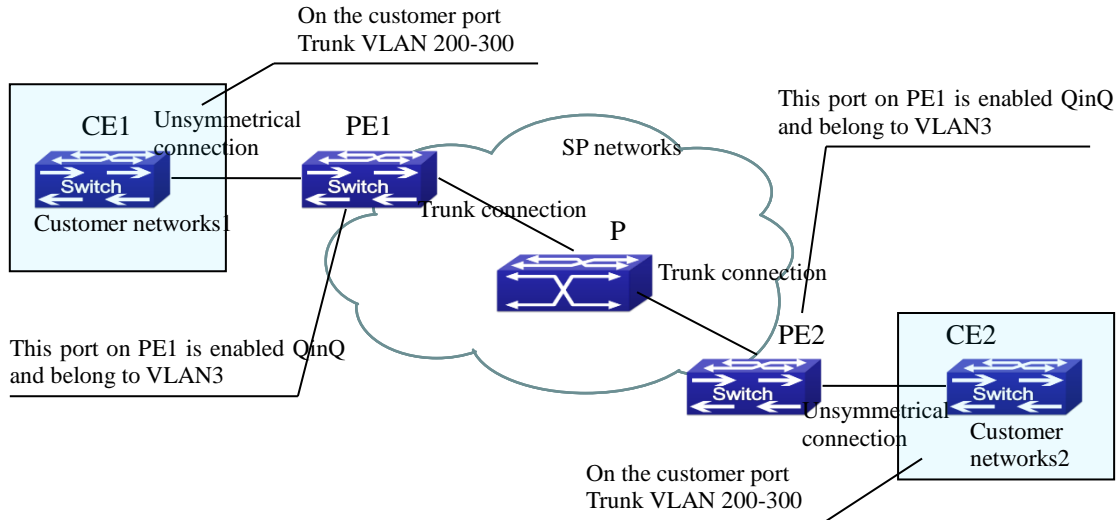 On the customer port
Trunk VLAN 200-300
This port on PE1 is enabled QinQ
and belong to VLAN3
CE1
Unsymmetrical
connection
PE1
SP networks
Switch
Switch
Customer networks1
Trunk connection
P
Trunk connection
This port on PE1 is enabled QinQ
and belong to VLAN3
PE2
CE2
Switch
Switch
Unsymmetrical
connection
Customer
networks2
On the customer port
Trunk VLAN 200-300